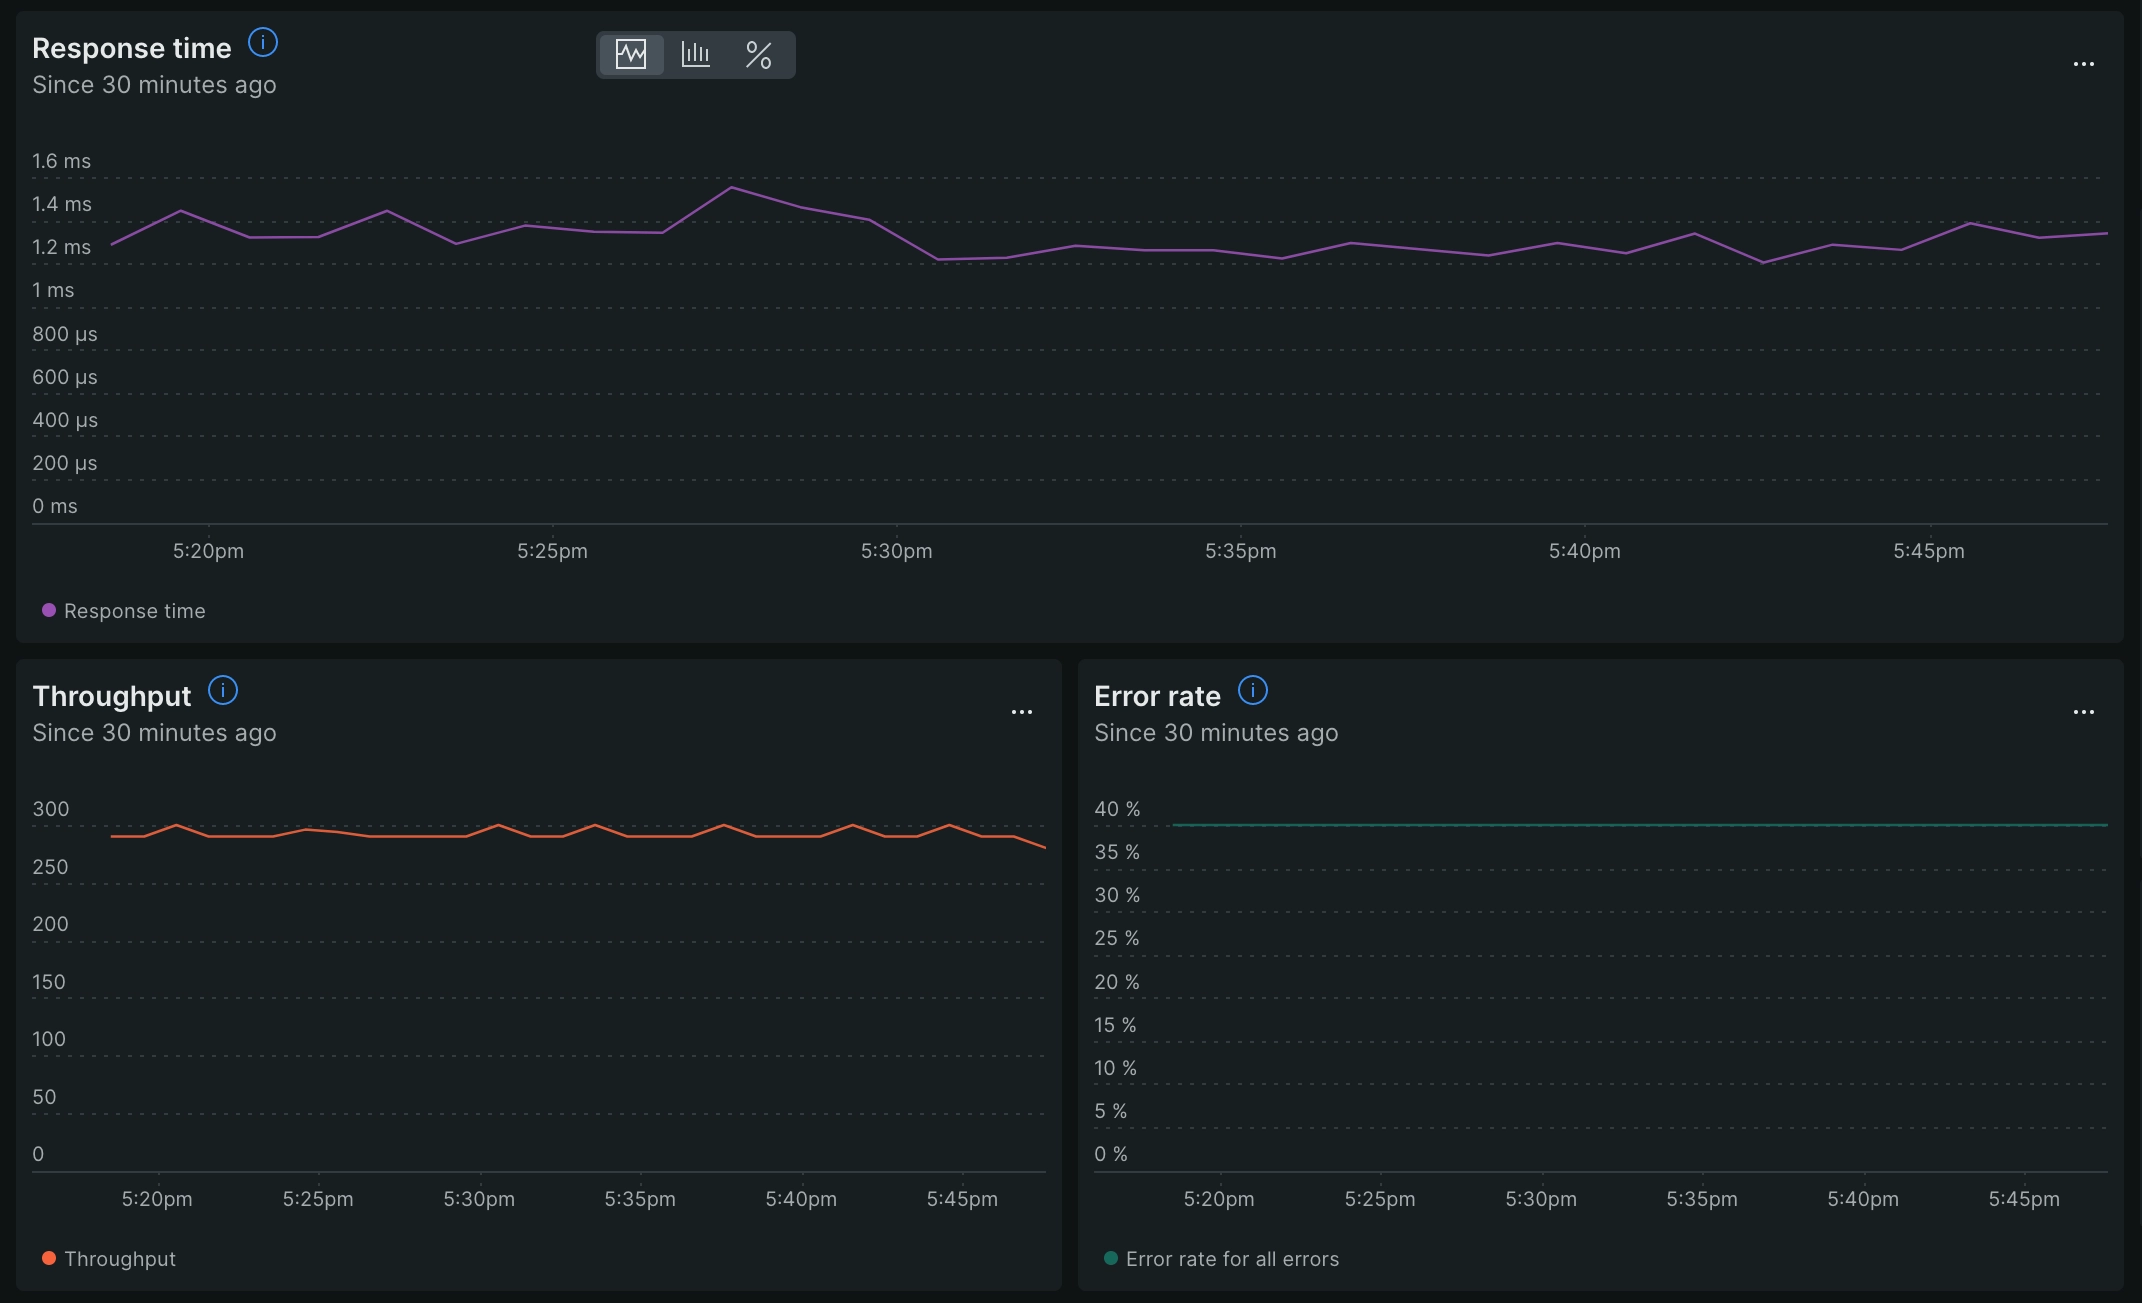 Response time
Since 30 minutes ago
1.6 ms
1.4 ms
1.2 ms
1 ms
800 µs
600 µs
400 µs
200 µs
0 ms
5:20pm 5:25pm 5:30pm 5:35pm 5:40pm 5:45pm
Response time
Throughput
Since 30 minutes ago
300
250
200
150
100
50
0
5:20pm 5:25pm 5:30pm 5:35pm 5:40pm 5:45pm
Throughput
Error rate
Since 30 minutes ago
40 %
35 %
30 %
25 %
20 %
15 %
10 %
5 %
0 %
5:20pm 5:25pm 5:30pm 5:35pm 5:40pm 5:45pm
Error rate for all errors